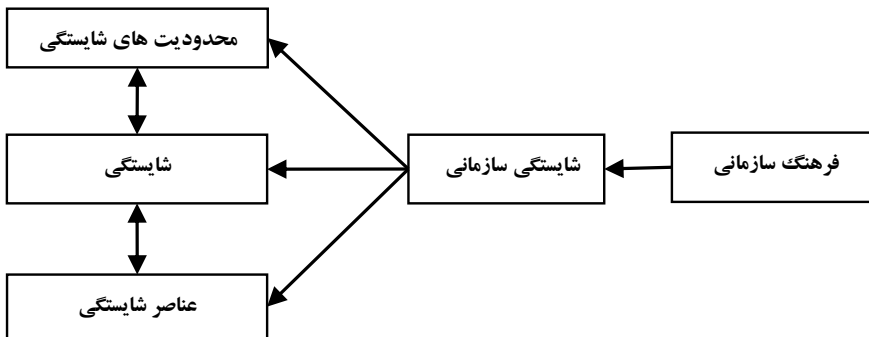 محدودیت های شایستگی
شایستگی
شایستگی سازمانی
فرهنگ سازمانی
عناصر شایستگی